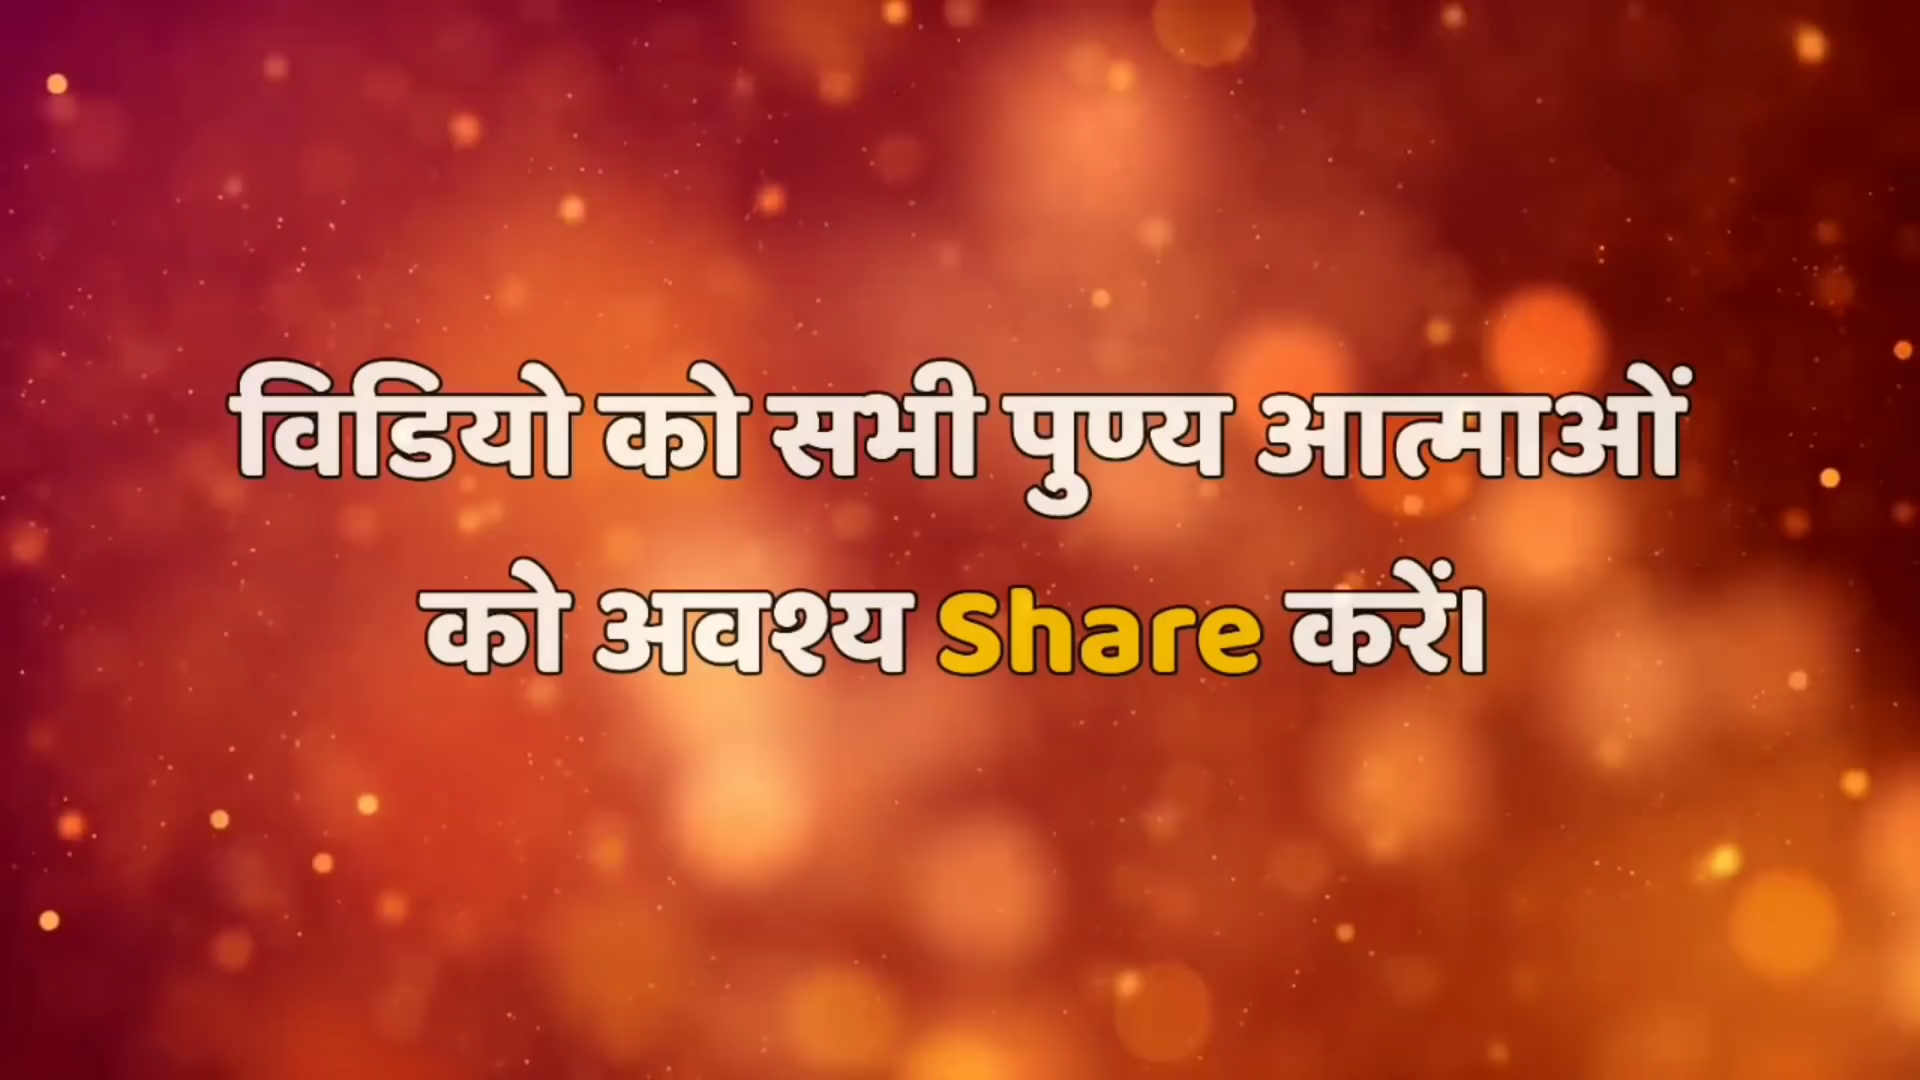 विडियो को सभी पुण्य आत्माओं
को अवश्य Share करें।